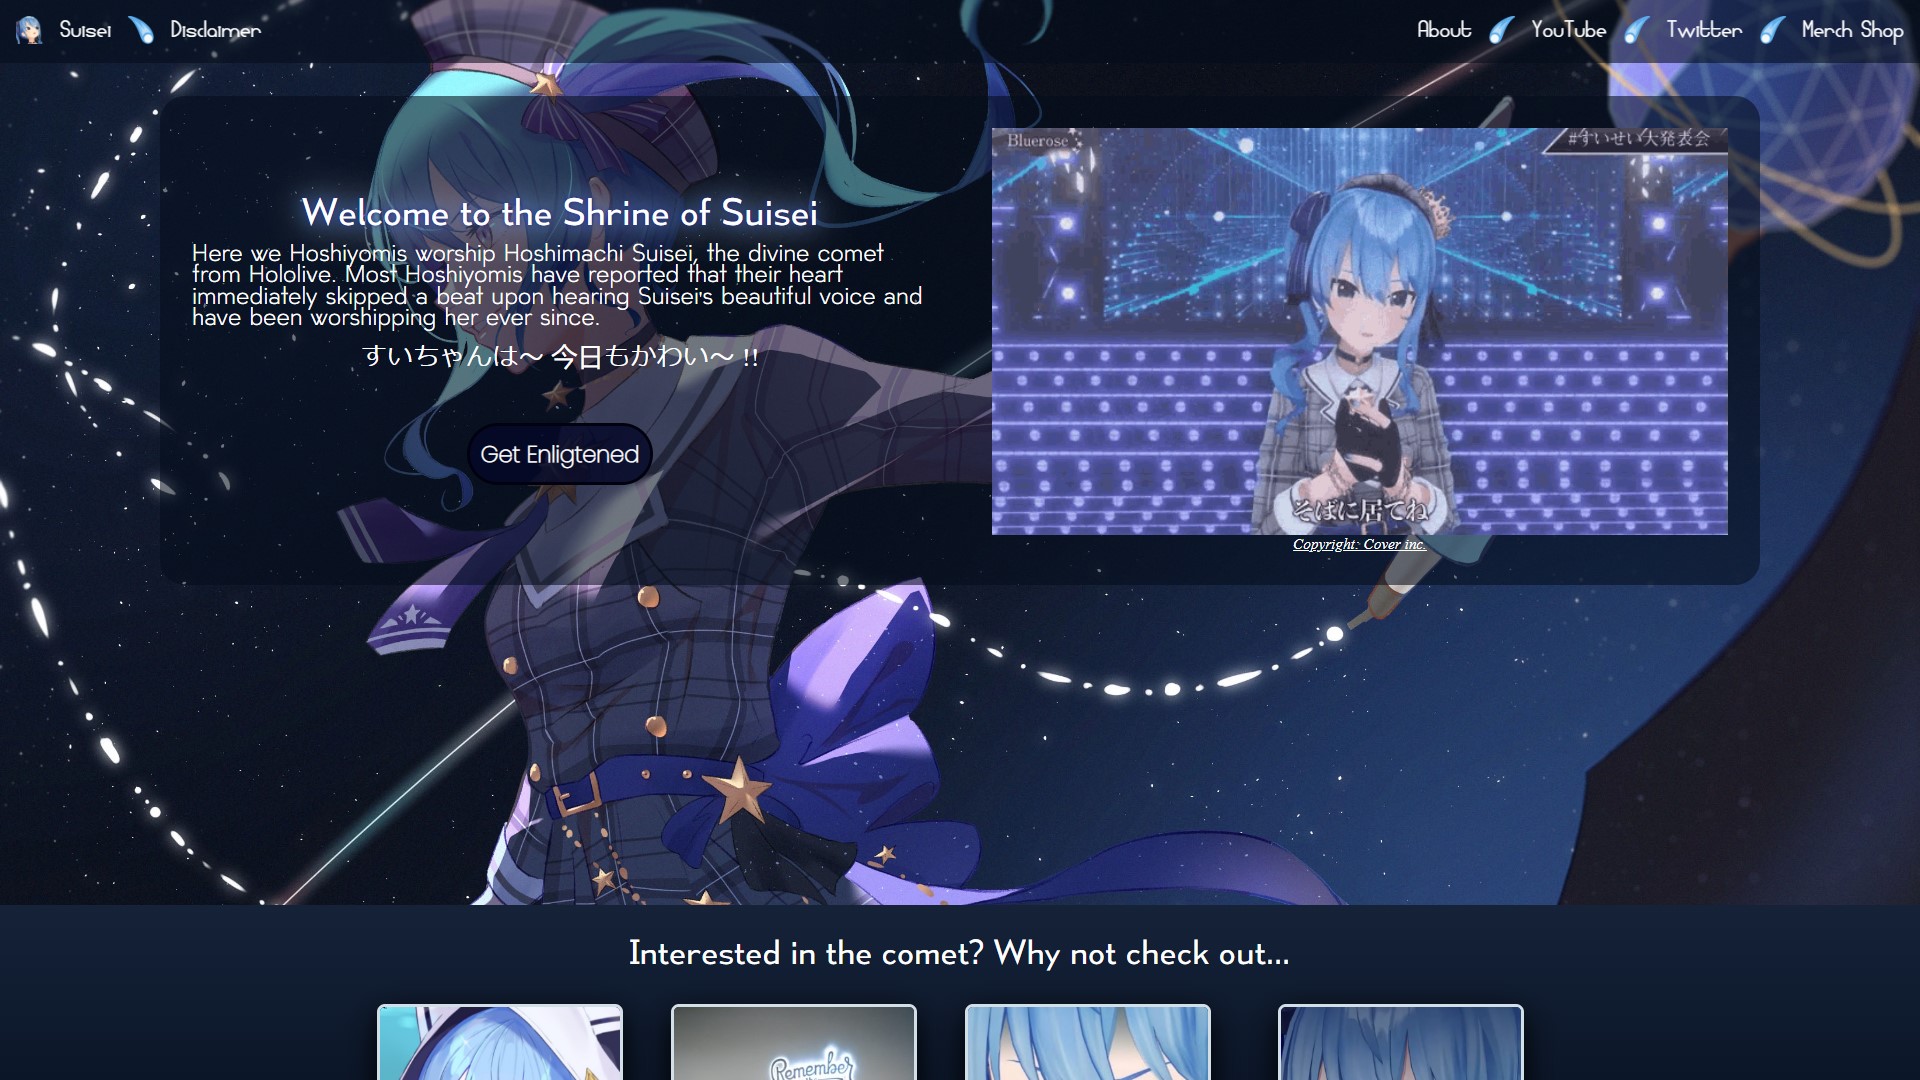 Suisei
Disclaimer
About
YouTube
Twitter
Merch Shop
Welcome to the Shrine of Suisei
Here we Hoshiyomis worship Hoshimachi Suisei, the divine comet
from Hololive. Most Hoshiyomis have reported that their heart
immediately skipped a beat upon hearing Suisei's beautiful voice and
have been worshipping her ever since.
すいちゃんは〜 今日もかわい〜 !!
Get Enligtened
Bluerose
#すいせい大発表会
そばに居てね
Copyright: Cover inc.
Interested in the comet? Why not check out...
Remember